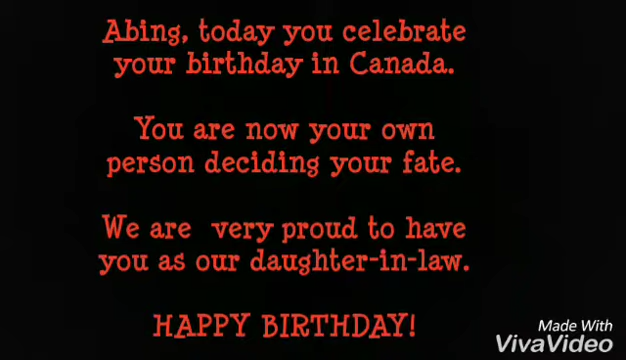 Abing, today you celebrate
your birthday in Canada.
You are now your own
person deciding your fate.
We are very proud to have
you as our daughter-in-law.
HAPPY BIRTHDAY!
Made With
VivaVideo